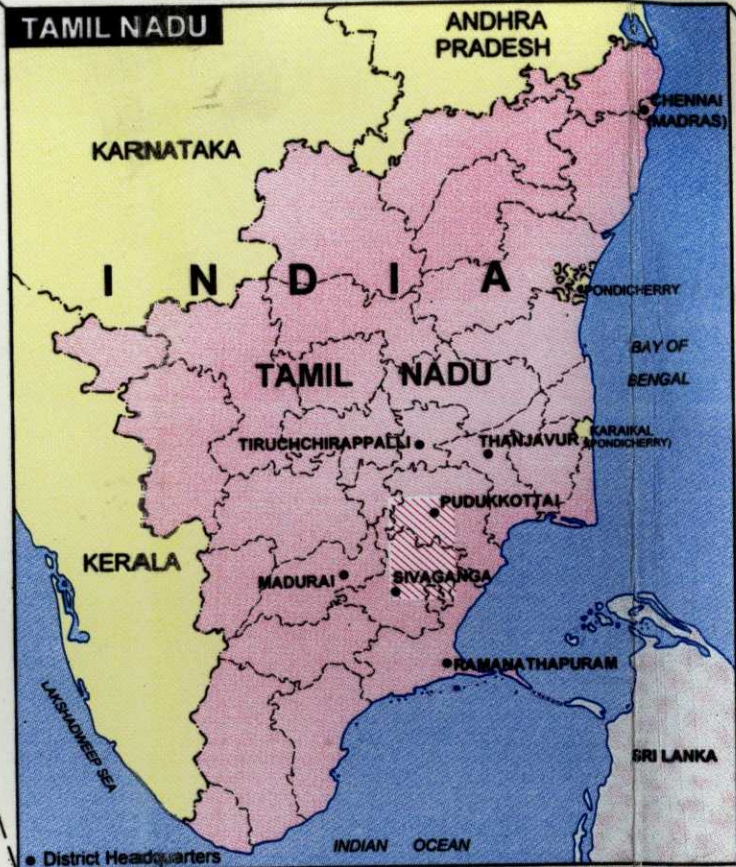 TAMIL NADU
ANDHRA
PRADESH
CHENNAI
(MADRAS)
KARNATAKA
I N D I A
PONDICHERRY
BAY OF
BENGAL
TAMIL NADU
KARAIKAL
(PONDICHERRY)
TIRUCHCHIRAPPALLI
THANJAVUR
PUDUKKOTTAI
KERALA
MADURAI
SIVAGANGA
RAMANATHAPURAM
LAKSHADWEEP SEA
SRI LANKA
INDIAN OCEAN
District Headquarters